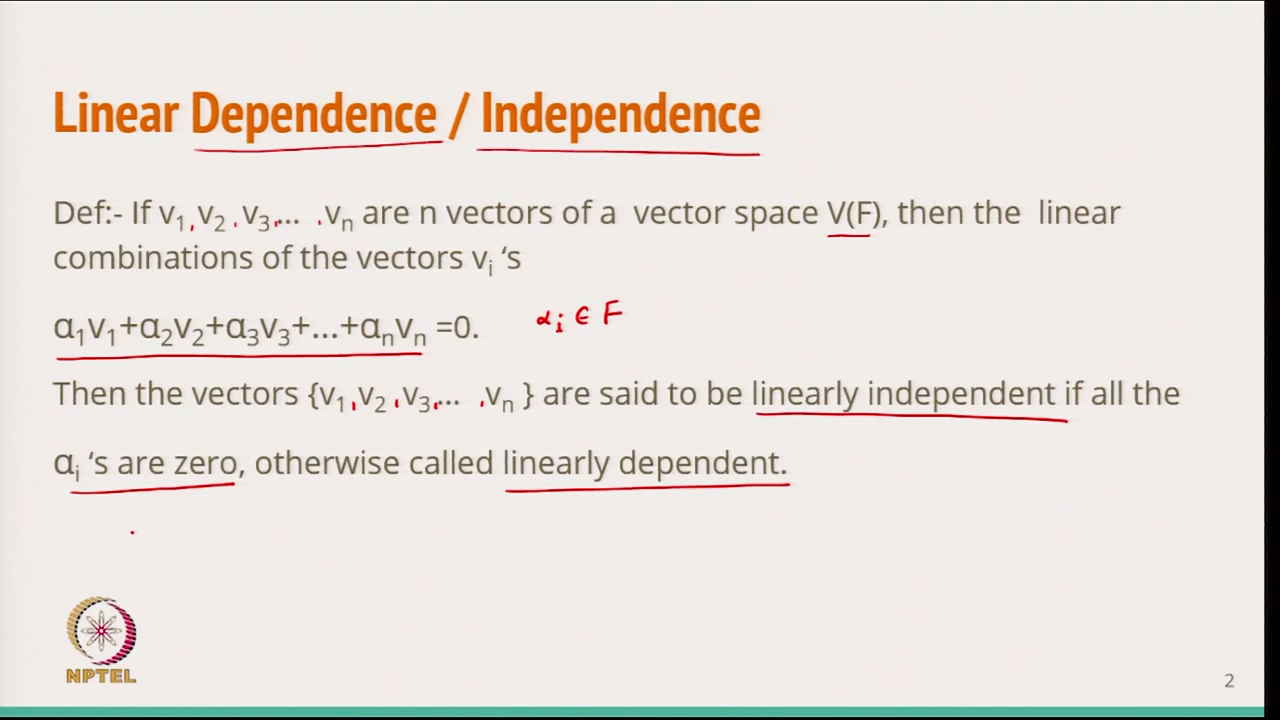 Linear Dependence / Independence
Def:- If v₁,v₂,v₃,... ,vₙ are n vectors of a vector space V(F), then the linear
combinations of the vectors vᵢ ‘s
α₁v₁+α₂v₂+α₃v₃+...+αₙvₙ =0. αᵢ ∈ F
Then the vectors {v₁,v₂,v₃,... ,vₙ } are said to be linearly independent if all the
αᵢ ‘s are zero, otherwise called linearly dependent.
NPTEL
2